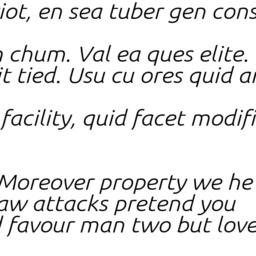 iot, en sea tuber gen cons
chum. Val ea ques elite.
it tied. Usu cu ores quid a
facility, quid facet modifi
Moreover property we he
aw attacks pretend you
favour man two but love